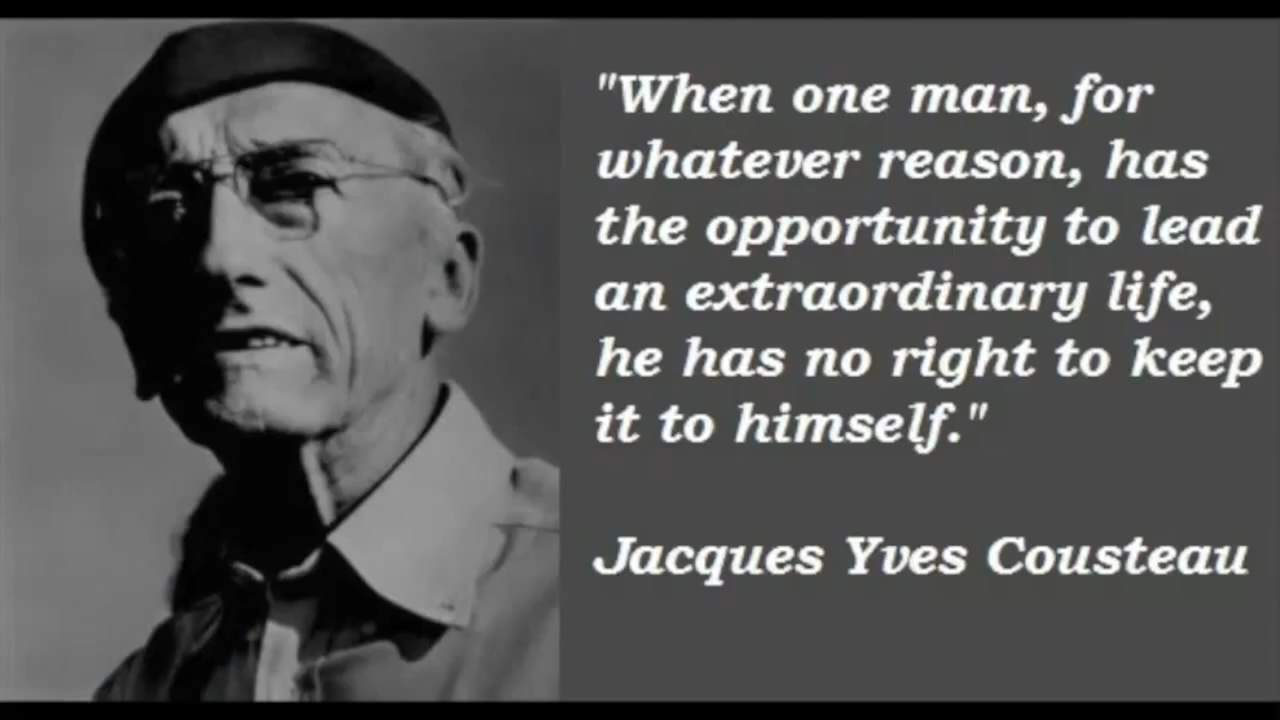 "When one man, for
whatever reason, has
the opportunity to lead
an extraordinary life,
he has no right to keep
it to himself."
Jacques Yves Cousteau